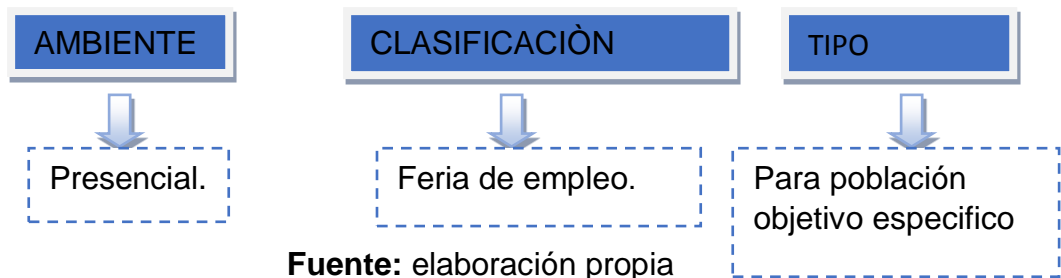 AMBIENTE
CLASIFICACIÒN
TIPO
Presencial.
Feria de empleo.
Para población
objetivo especifico
Fuente: elaboración propia